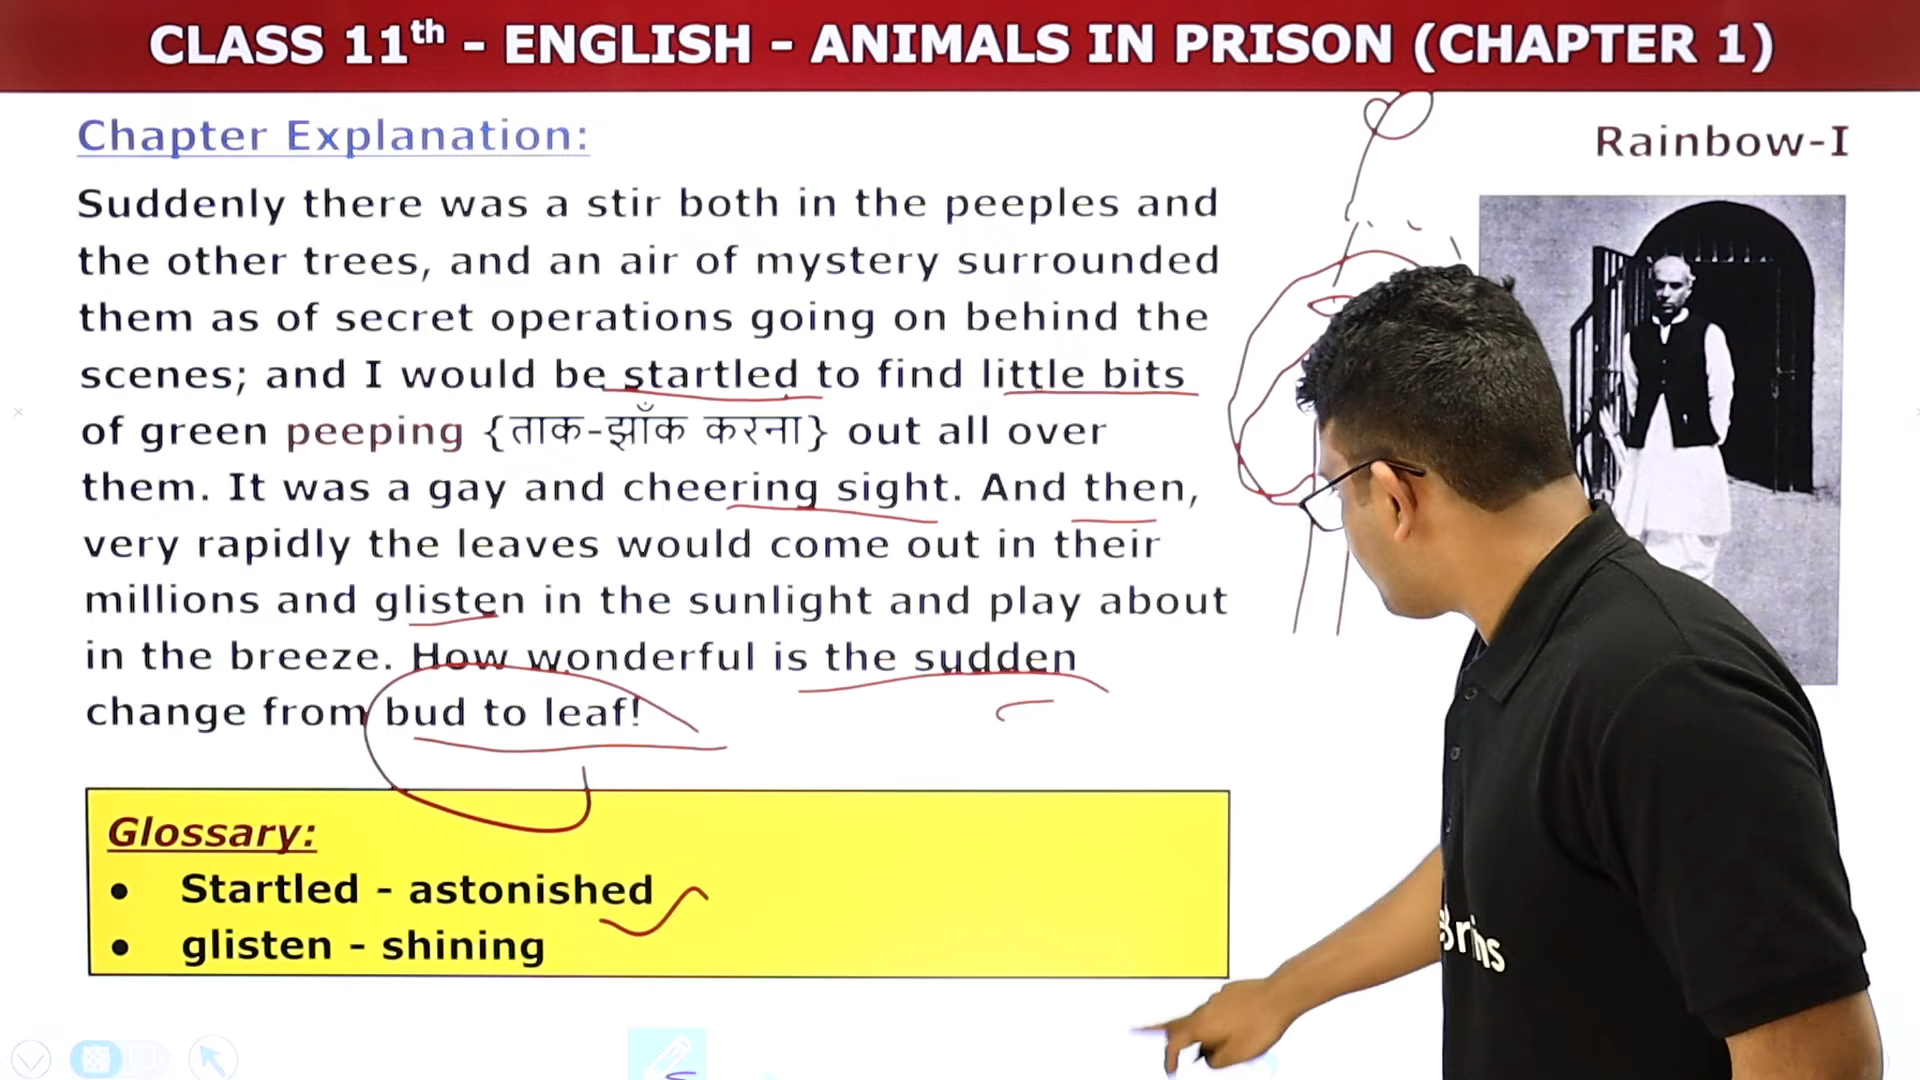 CLASS 11th - ENGLISH - ANIMALS IN PRISON (CHAPTER 1)
Chapter Explanation:
Rainbow-I
Suddenly there was a stir both in the peeples and
the other trees, and an air of mystery surrounded
them as of secret operations going on behind the
scenes; and I would be startled to find little bits
of green peeping {ताक-झाँक करना} out all over
them. It was a gay and cheering sight. And then,
very rapidly the leaves would come out in their
millions and glisten in the sunlight and play about
in the breeze. How wonderful is the sudden
change from bud to leaf!
Glossary:
● Startled - astonished
● glisten - shining